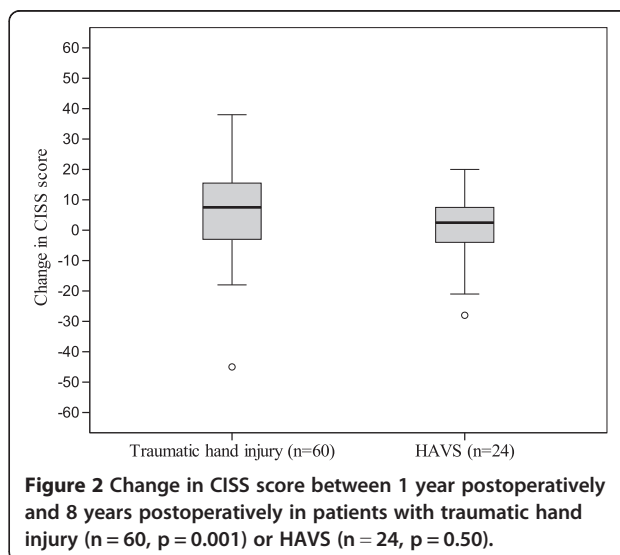 60
50
40
30
20
10
0
-10
-20
-30
-40
-50
-60
Change in CISS score
Traumatic hand injury (n=60) HAVS (n=24)
Figure 2 Change in CISS score between 1 year postoperatively
and 8 years postoperatively in patients with traumatic hand
injury (n = 60, p = 0.001) or HAVS (n = 24, p = 0.50).